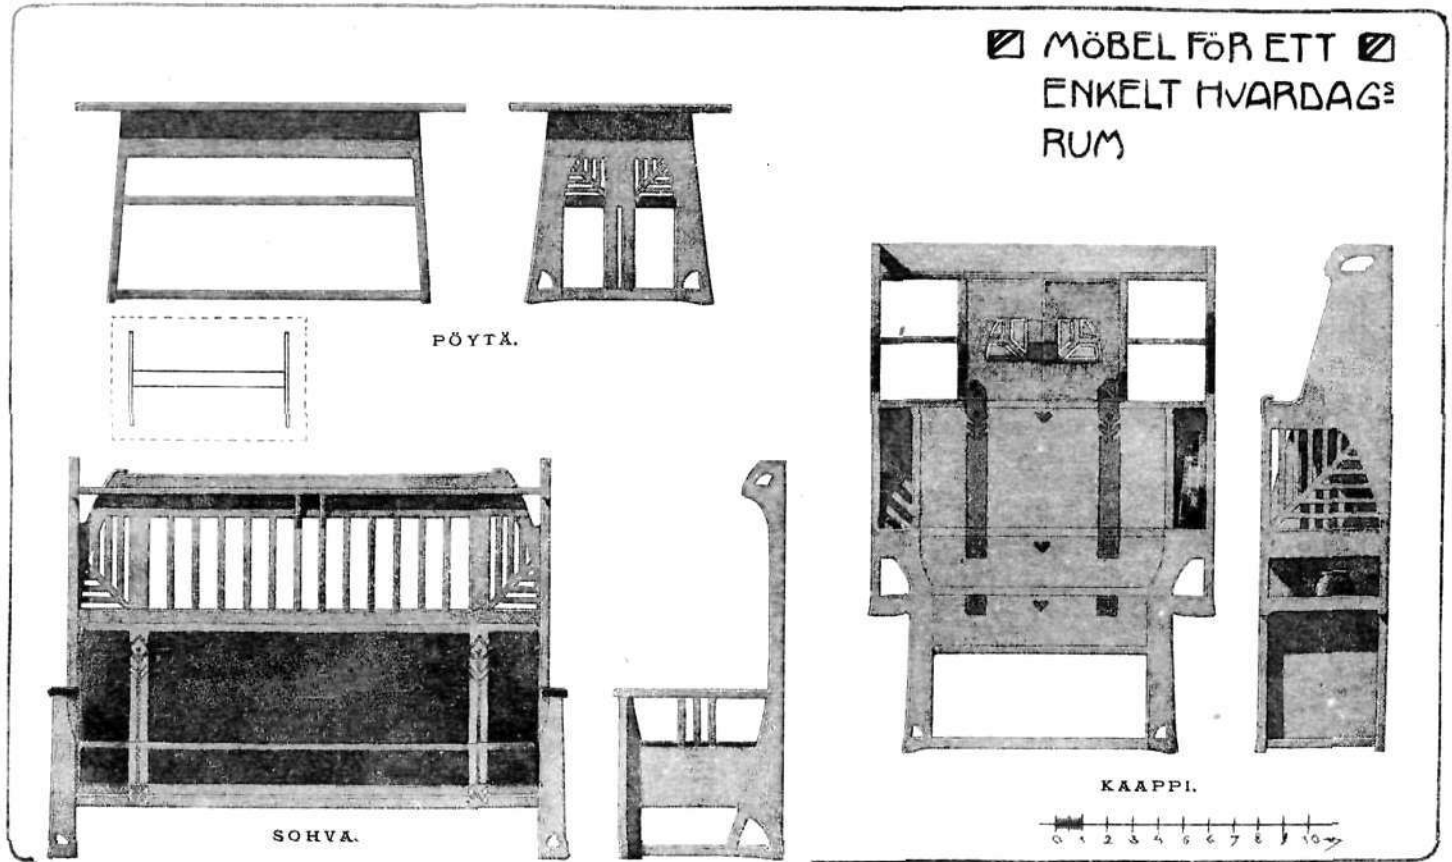 MÖBEL FÖR ETT
ENKELT HVARDAGS
RUM
PÖYTÄ.
SOHVA.
KAAPPI.
0 1 2 3 4 5 6 7 8 9 10